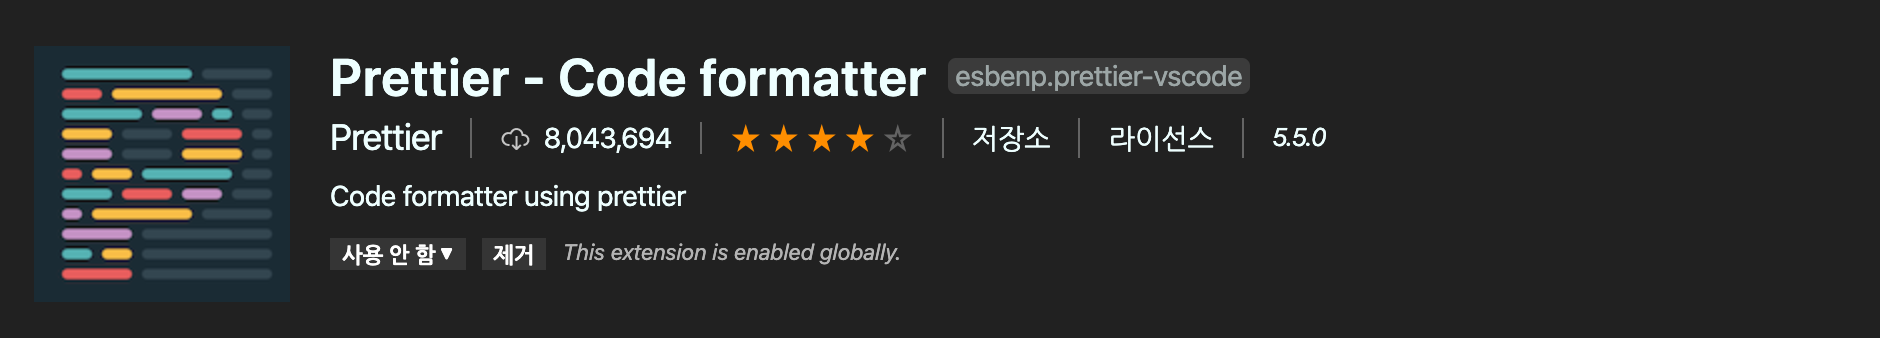 Prettier - Code formatter esbenp.prettier-vscode
Prettier 8,043,694 저장소 라이선스 5.5.0
Code formatter using prettier
사용 안 함 제거 This extension is enabled globally.